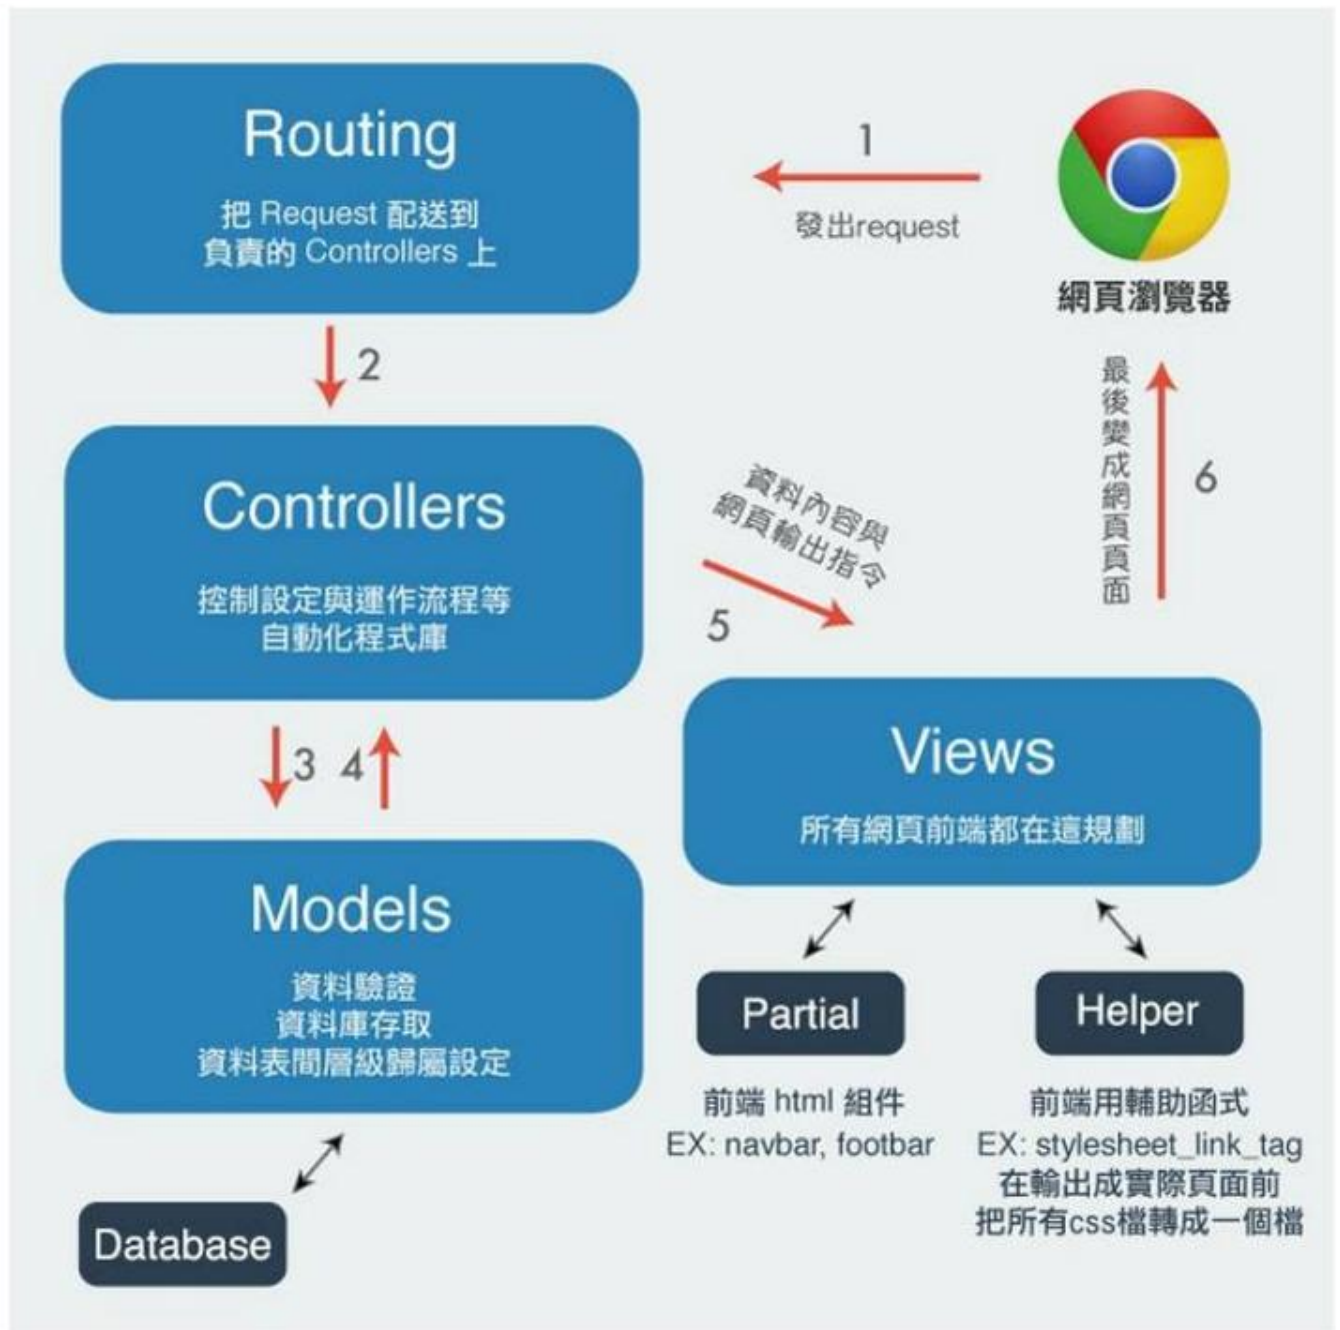 Routing
把 Request 配送到
負責的 Controllers 上
1
發出request
網頁瀏覽器
2
Controllers
控制設定與運作流程等
自動化程式庫
資料內容與
網頁輸出指令
5
最後變成網頁頁面
6
3 4
Models
資料驗證
資料庫存取
資料表間層級歸屬設定
Database
Views
所有網頁前端都在這規劃
Partial
前端 html 組件
EX: navbar, footbar
Helper
前端用輔助函式
EX: stylesheet_link_tag
在輸出成實際頁面前
把所有css檔轉成一個檔